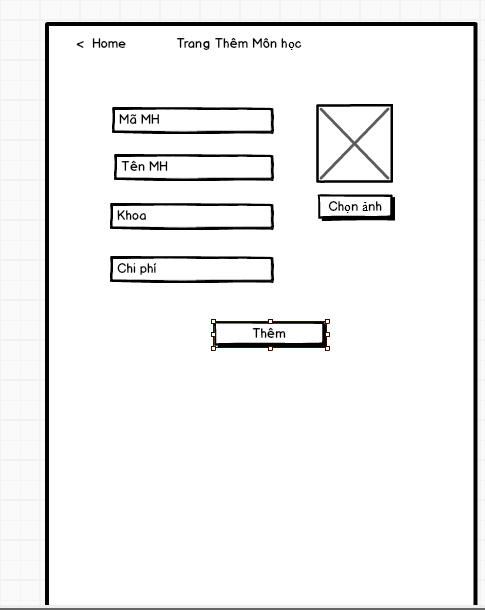 < Home Trang Thêm Môn học
Mã MH
Tên MH
Khoa
Chọn ảnh
Chi phí
Thêm